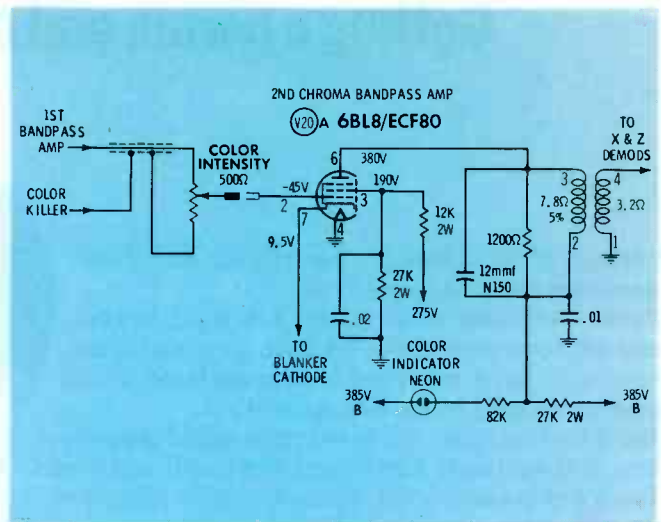 2ND CHROMA BANDPASS AMP
V20 A 6BL8/ECF80
1ST
BANDPASS
AMP
COLOR
KILLER
COLOR
INTENSITY
500Ω
-45V
2
7
9.5V
6
380V
190V
3
4
12K
2W
275V
27K
2W
.02
TO
BLANKER
CATHODE
COLOR
INDICATOR
NEON
385V
B
82K
27K 2W
385V
B
1200Ω
12mmf
N150
3
7.8Ω
5%
2
4
3.2Ω
1
.01
TO
X & Z
DEMODS